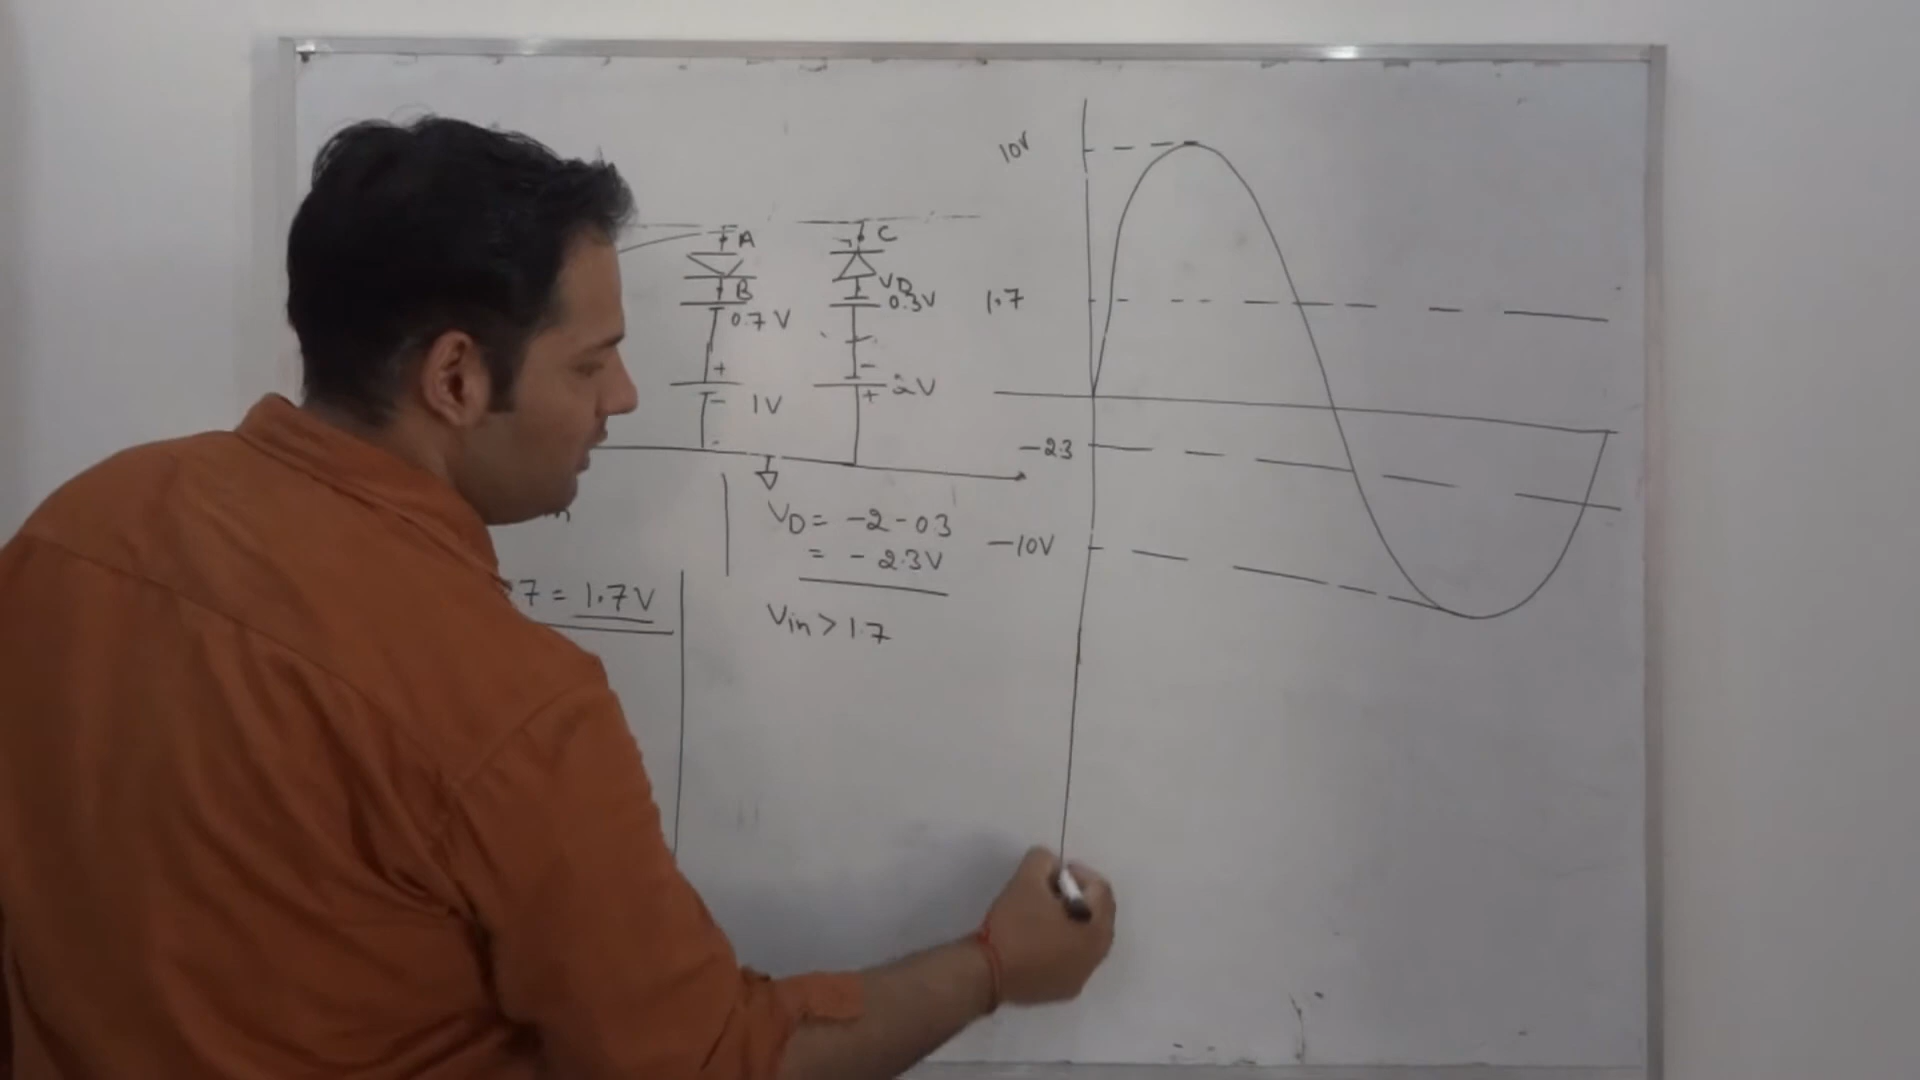 A
B
0.7 V
+
− 1V
C
VD
0.3V
−
+ 2V
7 = 1.7V
VD = -2-0.3
= - 2.3V
Vin > 1.7
10V
1.7
-2.3
-10V